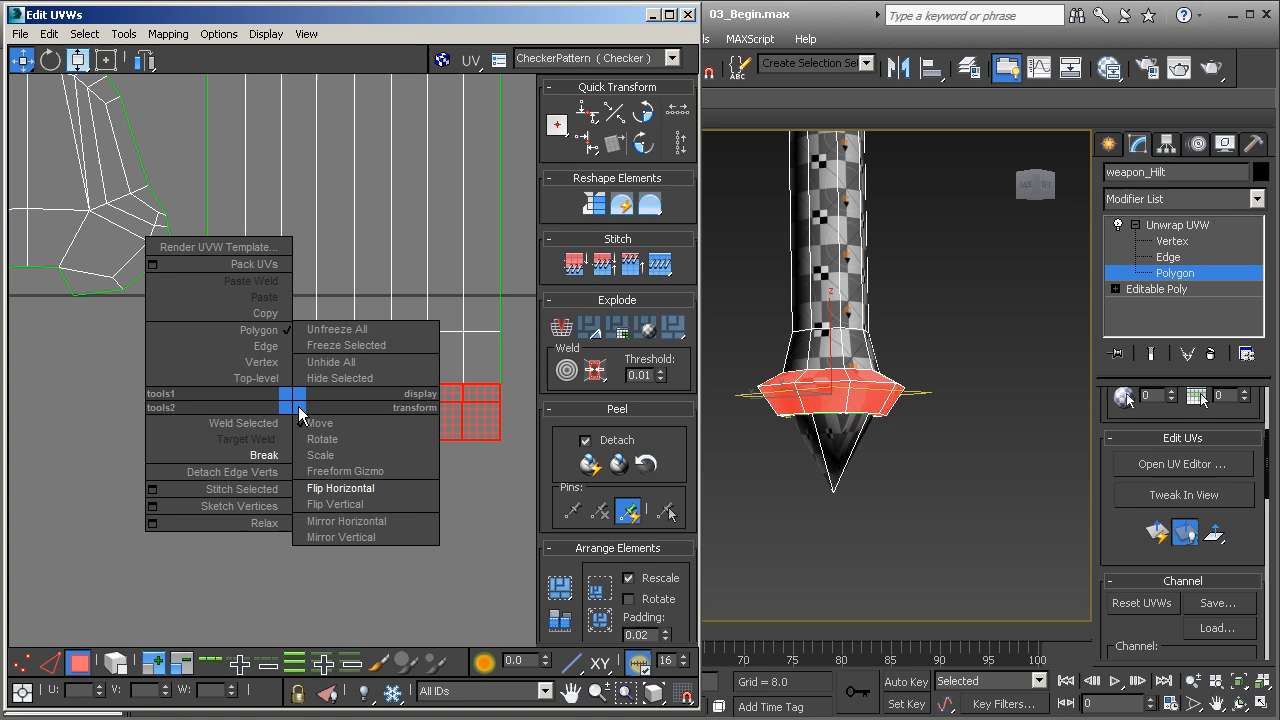 Edit UVWs
03_Begin.max
Type a keyword or phrase
File Edit Select Tools Mapping Options Display View
ls MAXScript Help
UV
CheckerPattern ( Checker )
Create Selection Se
ABC
Quick Transform
Reshape Elements
Stitch
Explode
Weld
Threshold:
0.01
Peel
Detach
Pins:
Arrange Elements
Rescale
Rotate
Padding:
0.02
Render UVW Template...
Pack UVs
Paste Weld
Paste
Copy
Polygon
Edge
Vertex
Top-level
tools1
tools2
Weld Selected
Target Weld
Break
Detach Edge Verts
Stitch Selected
Sketch Vertices
Relax
Unfreeze All
Freeze Selected
Unhide All
Hide Selected
display
transform
Move
Rotate
Scale
Freeform Gizmo
Flip Horizontal
Flip Vertical
Mirror Horizontal
Mirror Vertical
z
weapon_Hilt
Modifier List
Unwrap UVW
Vertex
Edge
Polygon
Editable Poly
0
0
Edit UVs
Open UV Editor ...
Tweak In View
Channel
Reset UVWs Save...
Load...
Channel:
0.0
XY
16
U: V: W:
All IDs
70 75 80 85 90 95 100
Grid = 8.0
Add Time Tag
Auto Key
Selected
Set Key
Key Filters...
0